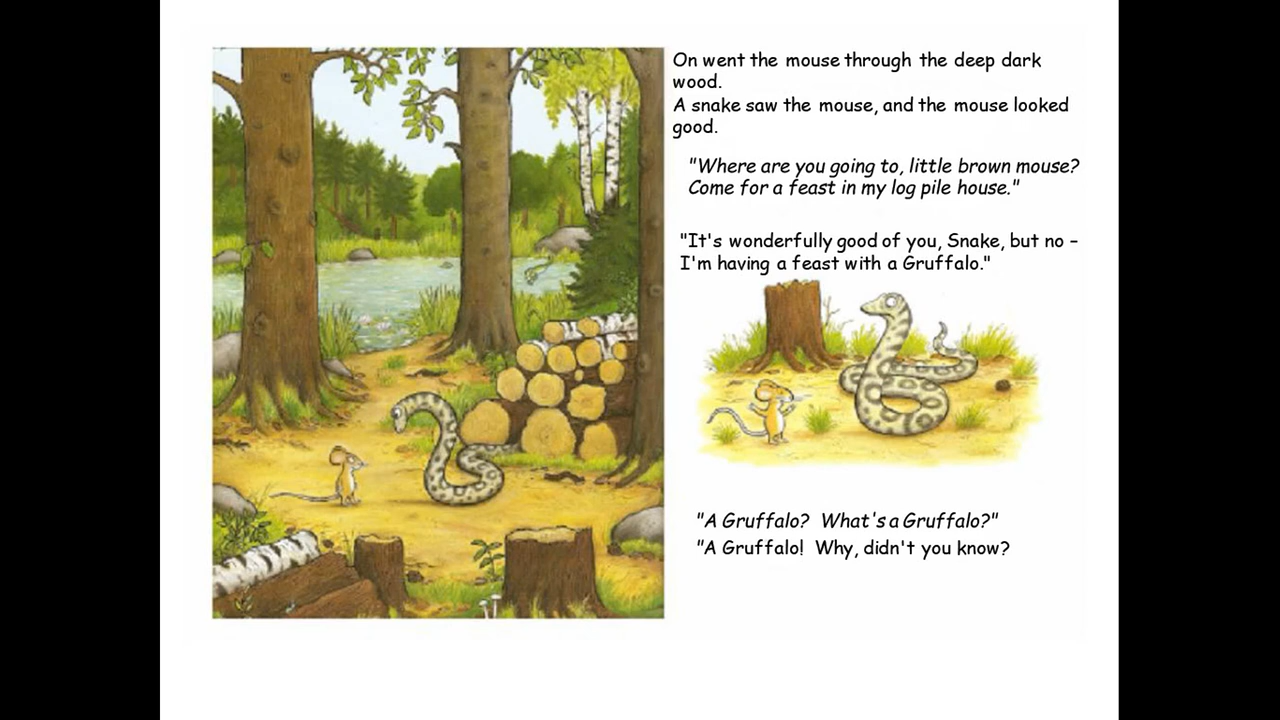 On went the mouse through the deep dark
wood.
A snake saw the mouse, and the mouse looked
good.
"Where are you going to, little brown mouse?
Come for a feast in my log pile house."
"It's wonderfully good of you, Snake, but no –
I'm having a feast with a Gruffalo."
"A Gruffalo?  What's a Gruffalo?"
"A Gruffalo!  Why, didn't you know?